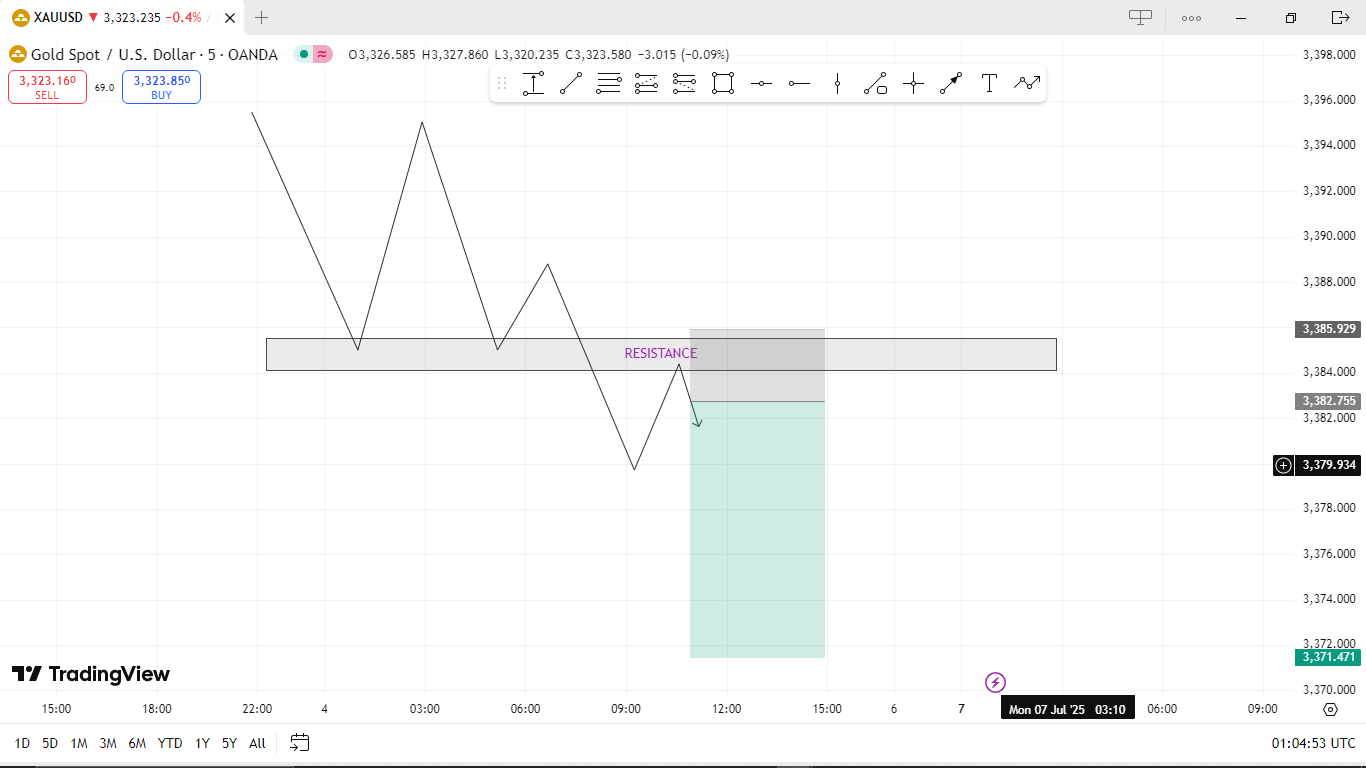 XAUUSD ▼ 3,323.235 −0.4% /
Gold Spot / U.S. Dollar · 5 · OANDA
O3,326.585 H3,327.860 L3,320.235 C3,323.580 −3.015 (−0.09%)
3,323.160
SELL
69.0
3,323.850
BUY
RESISTANCE
3,398.000
3,396.000
3,394.000
3,392.000
3,390.000
3,388.000
3,385.929
3,384.000
3,382.755
3,382.000
3,379.934
3,378.000
3,376.000
3,374.000
3,372.000
3,371.471
3,370.000
TradingView
15:00 18:00 22:00 4 03:00 06:00 09:00 12:00 15:00 6 7 Mon 07 Jul '25 03:10 06:00 09:00
1D 5D 1M 3M 6M YTD 1Y 5Y All
01:04:53 UTC